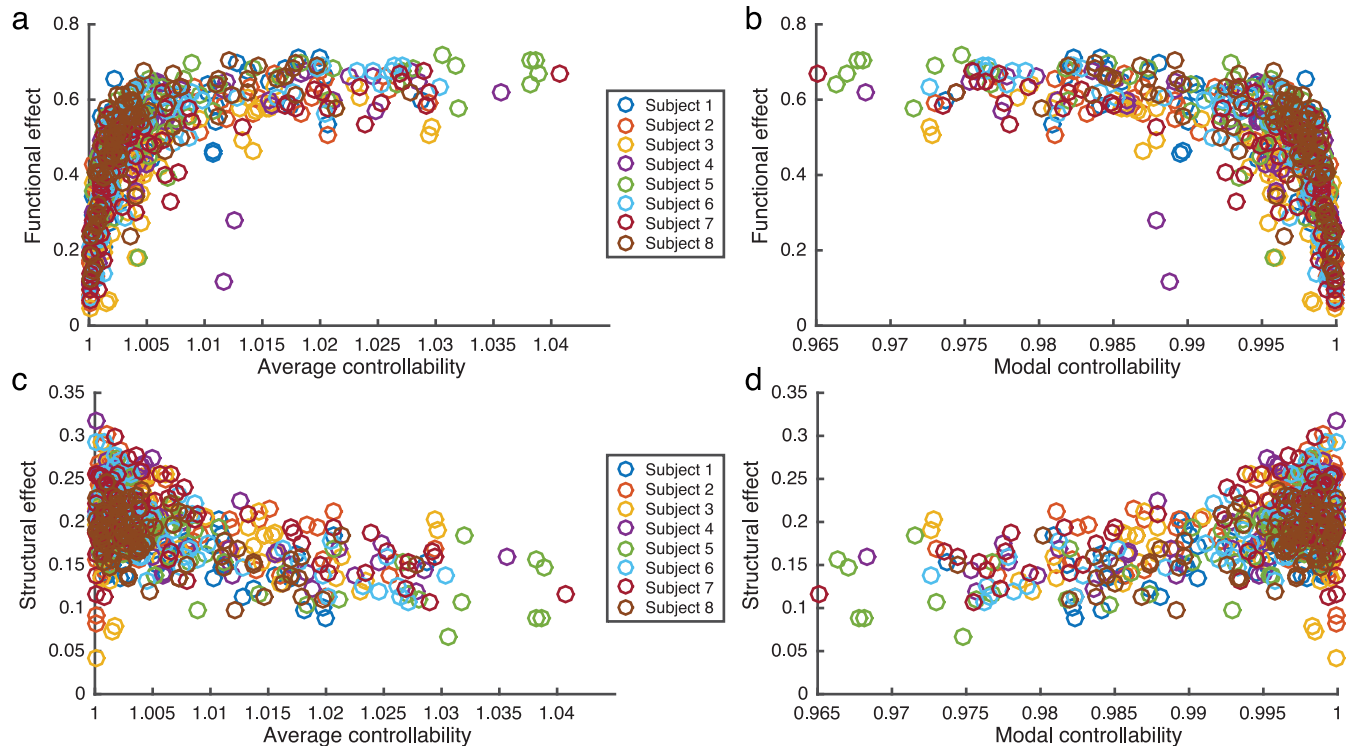 a
Functional effect
0.8
0.6
0.4
0.2
0
1 1.005 1.01 1.015 1.02 1.025 1.03 1.035 1.04
Average controllability
Subject 1
Subject 2
Subject 3
Subject 4
Subject 5
Subject 6
Subject 7
Subject 8
b
Functional effect
0.8
0.6
0.4
0.2
0
0.965 0.97 0.975 0.98 0.985 0.99 0.995 1
Modal controllability
c
Structural effect
0.35
0.3
0.25
0.2
0.15
0.1
0.05
0
1 1.005 1.01 1.015 1.02 1.025 1.03 1.035 1.04
Average controllability
Subject 1
Subject 2
Subject 3
Subject 4
Subject 5
Subject 6
Subject 7
Subject 8
d
Structural effect
0.35
0.3
0.25
0.2
0.15
0.1
0.05
0
0.965 0.97 0.975 0.98 0.985 0.99 0.995 1
Modal controllability